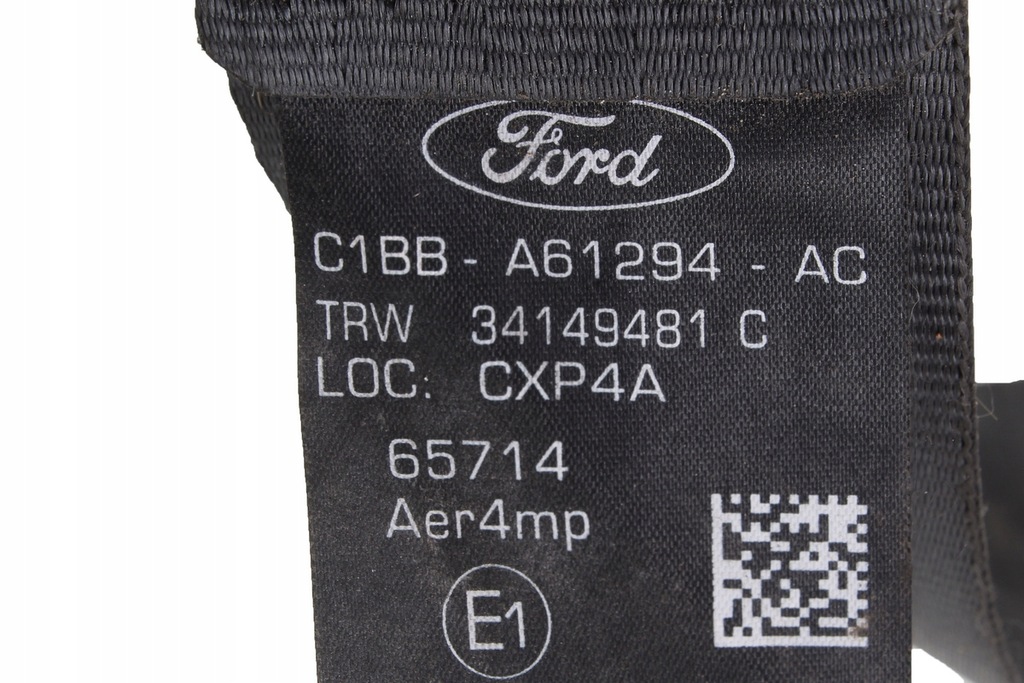 Ford
C1BB - A61294 - AC
TRW 34149481 C
LOC: CXP4A
65714
Aer4mp
E1